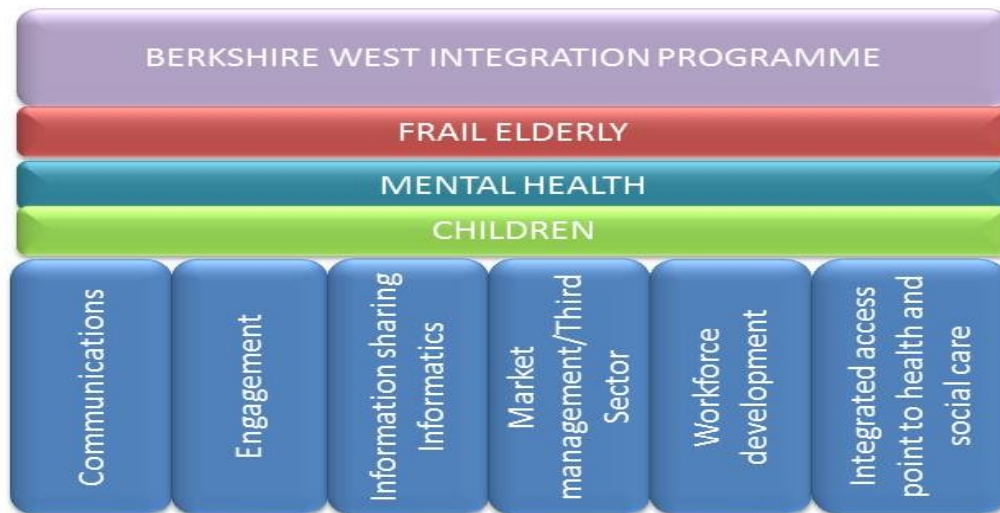 BERKSHIRE WEST INTEGRATION PROGRAMME
FRAIL ELDERLY
MENTAL HEALTH
CHILDREN
Communications
Engagement
Information sharing
Informatics
Market
management/Third
Sector
Workforce
development
Integrated access
point to health and
social care